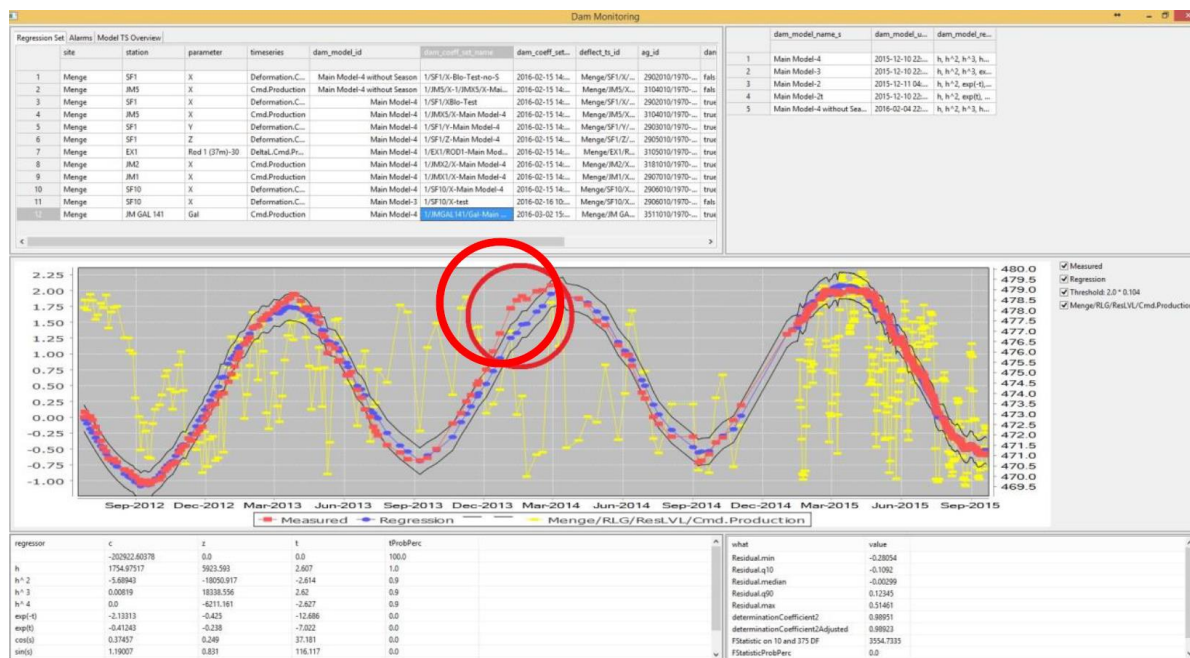 Dam Monitoring
Regression Set Alarms Model TS Overview
site station parameter timeseries dam_model_id dam_coeff_set_name dam_coeff_set... deflect_ts_id ag_id dan
1 Menge SF1 X Deformation.C... Main Model-4 without Season 1/SF1/X-Blo-Test-no-S 2016-02-15 14:... Menge/SF1/X/... 2902010/1970-... fals
2 Menge JM5 X Cmd.Production Main Model-4 without Season 1/JM5/X-1/JMX5/X-Mai... 2016-02-15 14:... Menge/JM5/X... 3104010/1970-... fals
3 Menge SF1 X Deformation.C... Main Model-4 1/SF1/XBlo-Test 2016-02-15 14:... Menge/SF1/X/... 2902010/1970-... true
4 Menge JM5 X Cmd.Production Main Model-4 1/JMX5/X-Main Model-4 2016-02-15 14:... Menge/JM5/X... 3104010/1970-... true
5 Menge SF1 Y Deformation.C... Main Model-4 1/SF1/Y-Main Model-4 2016-02-15 14:... Menge/SF1/Y/... 2903010/1970-... true
6 Menge SF1 Z Deformation.C... Main Model-4 1/SF1/Z-Main Model-4 2016-02-15 14:... Menge/SF1/Z/... 2905010/1970-... true
7 Menge EX1 Rod 1 (37m)-30 DeltaL.Cmd.Pr... Main Model-4 1/EX1/ROD1-Main Mod... 2016-02-15 14:... Menge/EX1/R... 3105010/1970-... true
8 Menge JM2 X Cmd.Production Main Model-4 1/JMX2/X-Main Model-4 2016-02-15 14:... Menge/JM2/X... 3181010/1970-... true
9 Menge JM1 X Cmd.Production Main Model-4 1/JMX1/X-Main Model-4 2016-02-15 14:... Menge/JM1/X... 2907010/1970-... true
10 Menge SF10 X Deformation.C... Main Model-4 1/SF10/X-Main Model-4 2016-02-15 14:... Menge/SF10/X... 2906010/1970-... true
11 Menge SF10 X Deformation.C... Main Model-3 1/SF10/X-test 2016-02-16 10:... Menge/SF10/X... 2906010/1970-... fals
12 Menge JM GAL 141 Gal Cmd.Production Main Model-4 1/JMGAL141/Gal-Main ... 2016-03-02 15:... Menge/JM GA... 3511010/1970-... true
dam_model_name_s dam_model_u... dam_model_re...
1 Main Model-4 2015-12-10 22:... h, h^2, h^3, h...
2 Main Model-3 2015-12-10 22:... h, h^2, h^3, ex...
3 Main Model-2 2015-12-11 04:... h, h^2, exp(-t),...
4 Main Model-2t 2015-12-10 22:... h, h^2, exp(t), ...
5 Main Model-4 without Sea... 2016-02-04 22:... h, h^2, h^3, h...
2.25
2.00
1.75
1.50
1.25
1.00
0.75
0.50
0.25
0.00
-0.25
-0.50
-0.75
-1.00
480.0
479.5
479.0
478.5
478.0
477.5
477.0
476.5
476.0
475.5
475.0
474.5
474.0
473.5
473.0
472.5
472.0
471.5
471.0
470.5
470.0
469.5
Sep-2012 Dec-2012 Mar-2013 Jun-2013 Sep-2013 Dec-2013 Mar-2014 Jun-2014 Sep-2014 Dec-2014 Mar-2015 Jun-2015 Sep-2015
Measured Regression Menge/RLG/ResLVL/Cmd.Production
Measured
Regression
Threshold: 2.0 * 0.104
Menge/RLG/ResLVL/Cmd.Production
regressor c z t tProbPerc
-202922.60378 0.0 0.0 100.0
h 1754.97517 5923.593 2.607 1.0
h^ 2 -5.68943 -18050.917 -2.614 0.9
h^ 3 0.00819 18338.556 2.62 0.9
h^ 4 0.0 -6211.161 -2.627 0.9
exp(-t) -2.13313 -0.425 -12.686 0.0
exp(t) -0.41243 -0.238 -7.022 0.0
cos(s) 0.37457 0.249 37.181 0.0
sin(s) 1.19007 0.831 116.117 0.0
what value
Residual.min -0.28054
Residual.q10 -0.1092
Residual.median -0.00299
Residual.q90 0.12345
Residual.max 0.51461
determinationCoefficient2 0.98951
determinationCoefficient2Adjusted 0.98923
FStatistic on 10 and 375 DF 3554.7335
FStatisticProbPerc 0.0